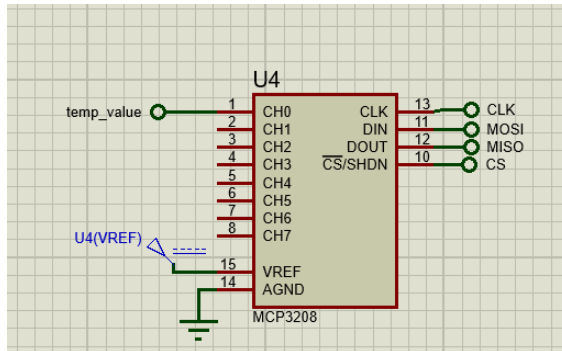 U4
temp_value 1 CH0 CLK 13 CLK
2 CH1 DIN 11 MOSI
3 CH2 DOUT 12 MISO
4 CH3 CS/SHDN 10 CS
5 CH4
6 CH5
7 CH6
8 CH7
U4(VREF)
15 VREF
14 AGND
MCP3208